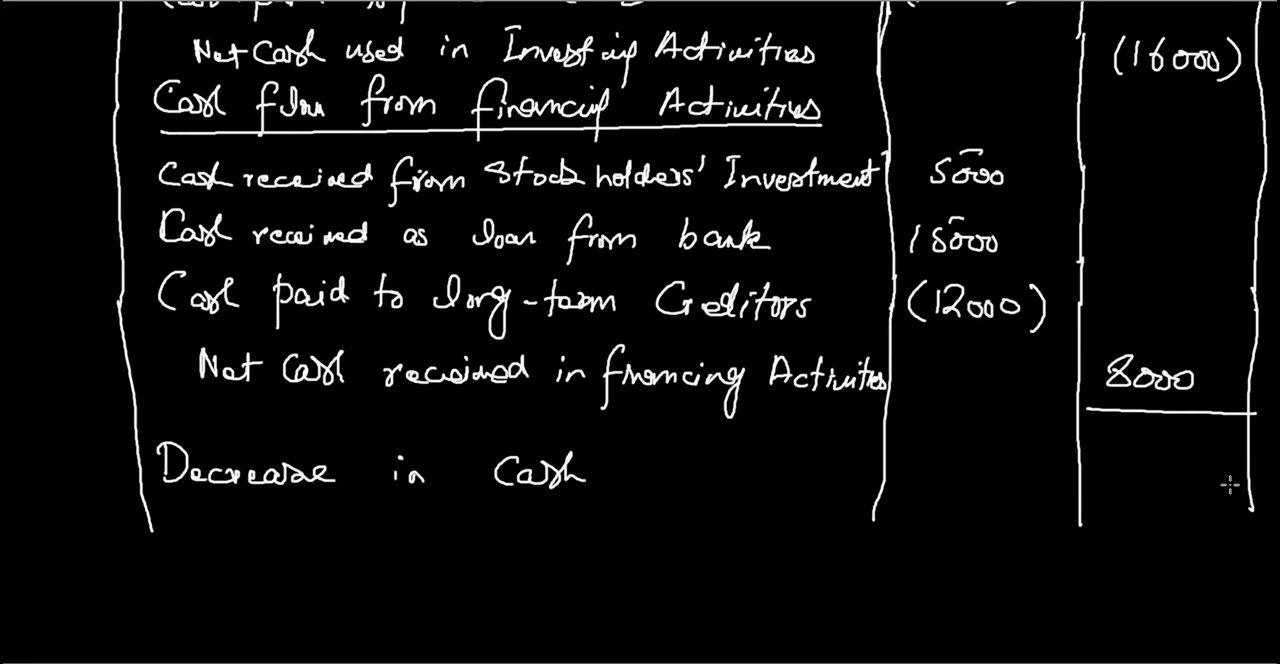 Net Cash used in Investing Activities (16000)
Cash flow from financing Activities
Cash received from Stockholders' Investment 5000
Cash received as loan from bank 15000
Cash paid to long-term Creditors (12000)
Net Cash received in financing Activities 8000
Decrease in Cash